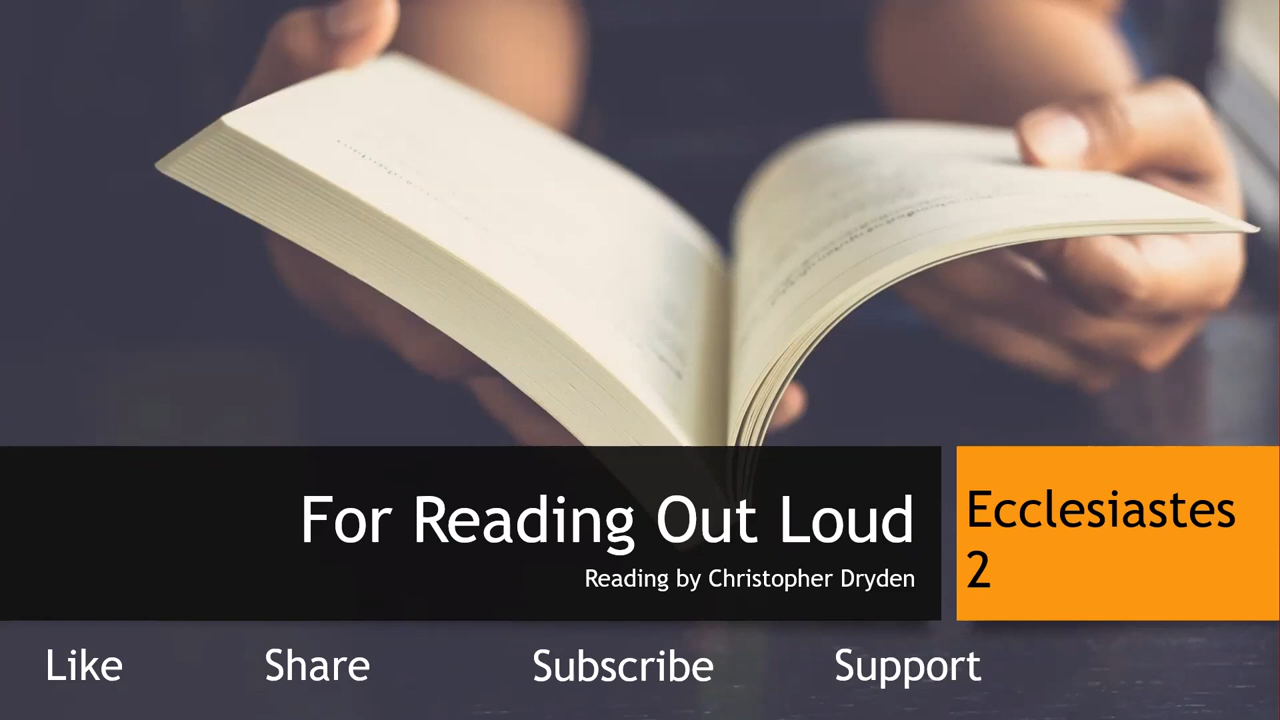 For Reading Out Loud
Reading by Christopher Dryden
Ecclesiastes
2
Like Share Subscribe Support